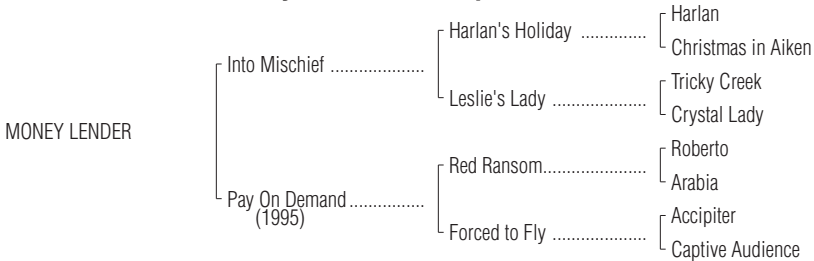 Harlan
Harlan's Holiday ..............
Christmas in Aiken
Into Mischief ....................
Tricky Creek
Leslie's Lady ....................
Crystal Lady
MONEY LENDER
Roberto
Red Ransom......................
Arabia
Pay On Demand................
(1995)
Accipiter
Forced to Fly ....................
Captive Audience